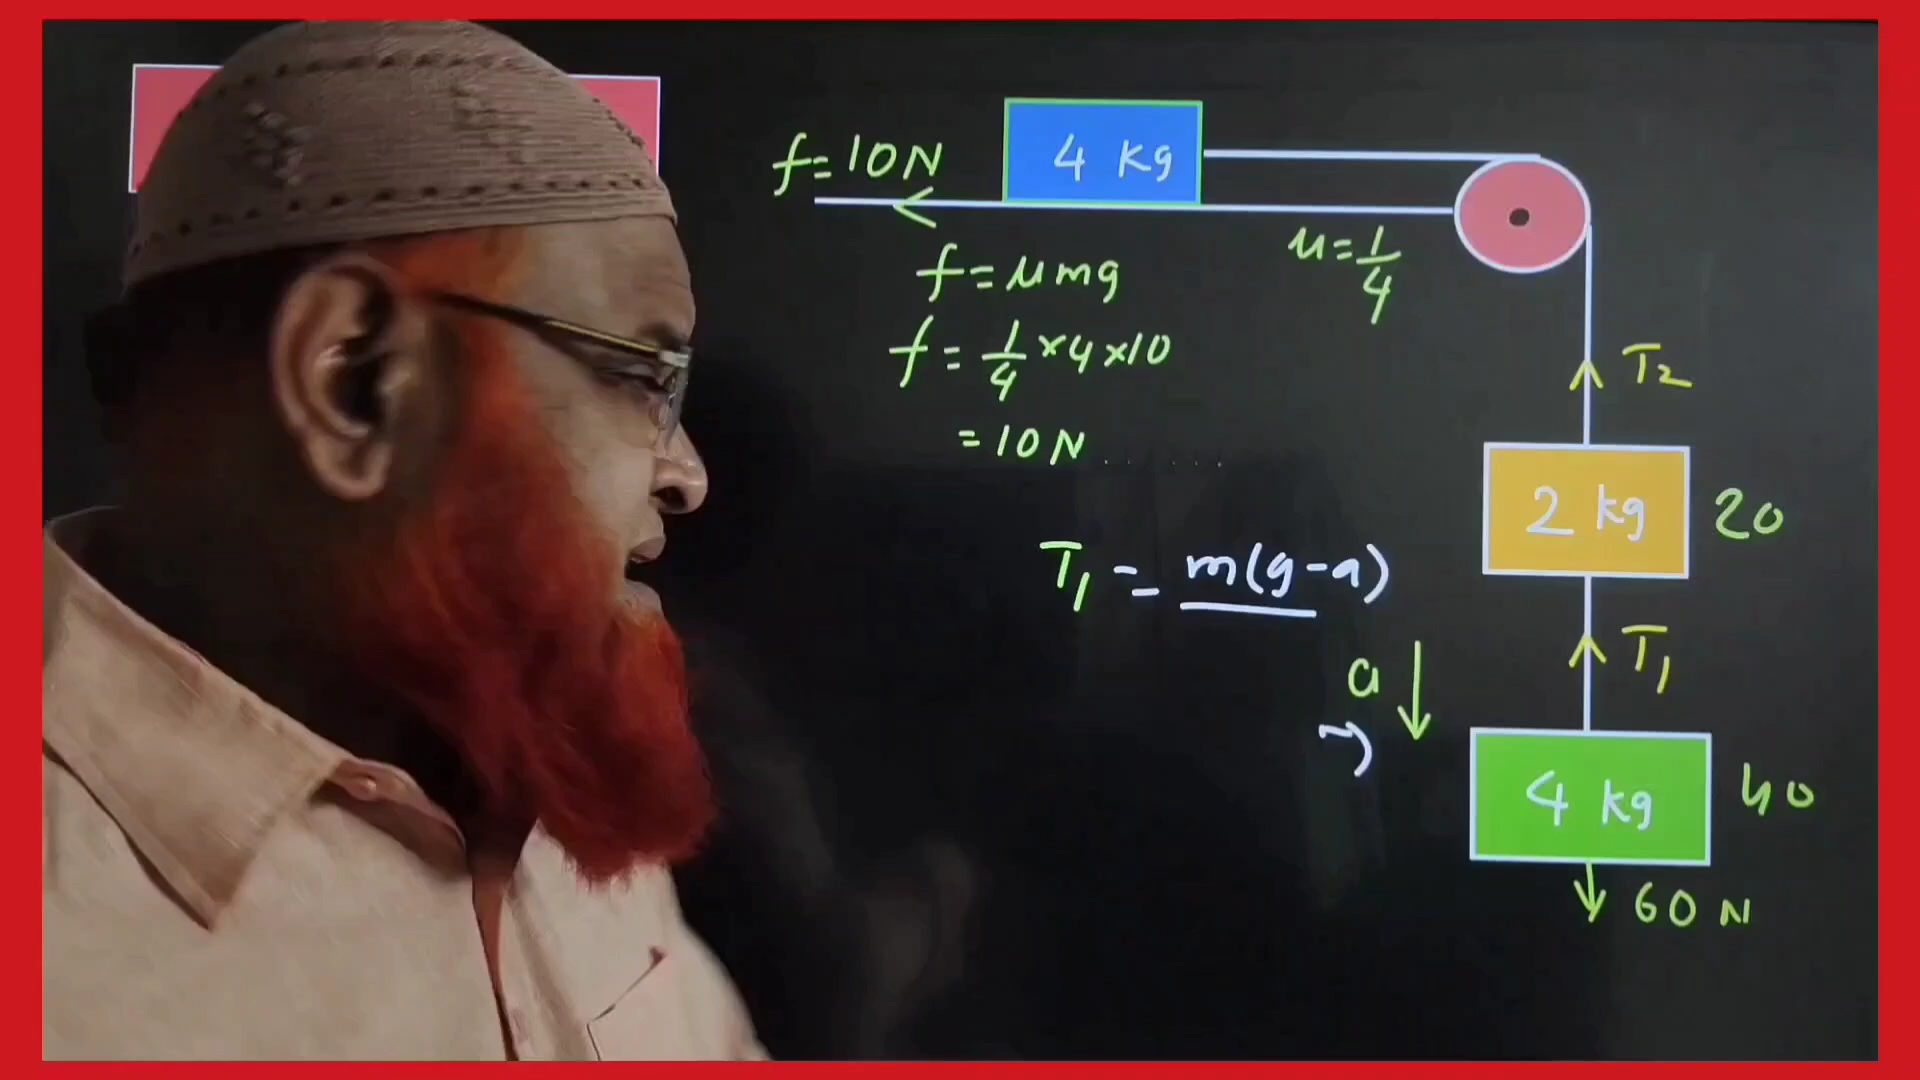 f=10N
4 kg
μ=1/4
f=μmg
f=1/4×4×10
=10N
T2
2 kg
20
T1=m(g-a)
T1
a
4 kg
40
60 N